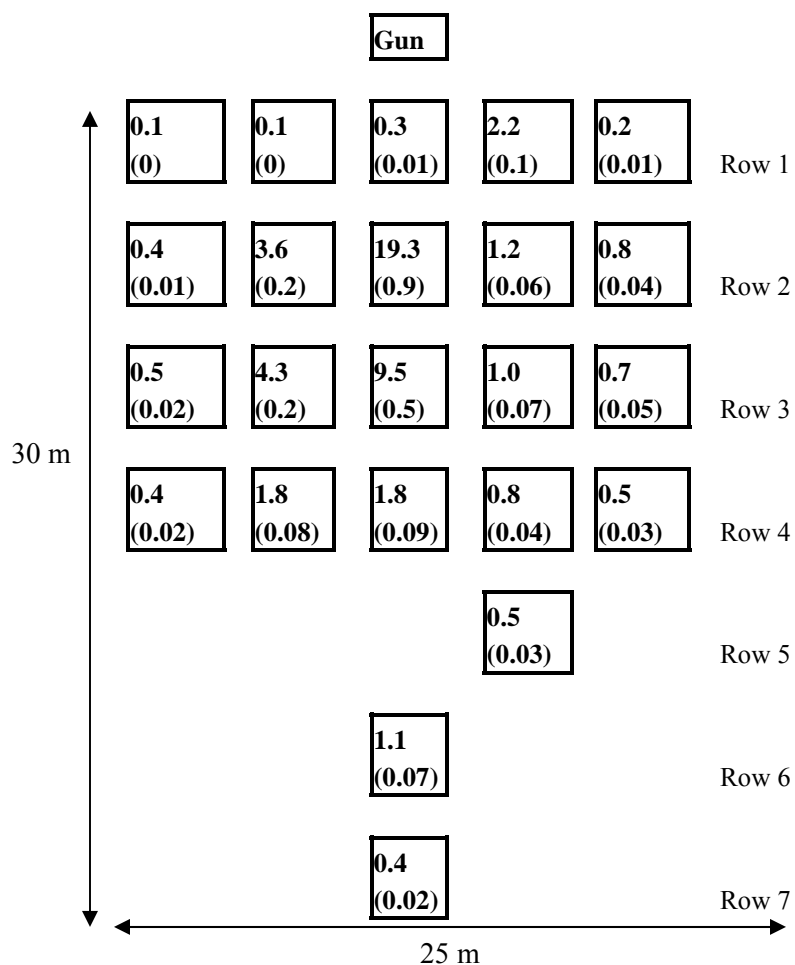 Gun
0.1 0.1 0.3 2.2 0.2
(0) (0) (0.01) (0.1) (0.01) Row 1
0.4 3.6 19.3 1.2 0.8
(0.01) (0.2) (0.9) (0.06) (0.04) Row 2
0.5 4.3 9.5 1.0 0.7
(0.02) (0.2) (0.5) (0.07) (0.05) Row 3
30 m
0.4 1.8 1.8 0.8 0.5
(0.02) (0.08) (0.09) (0.04) (0.03) Row 4
0.5
(0.03) Row 5
1.1
(0.07) Row 6
0.4
(0.02) Row 7
25 m